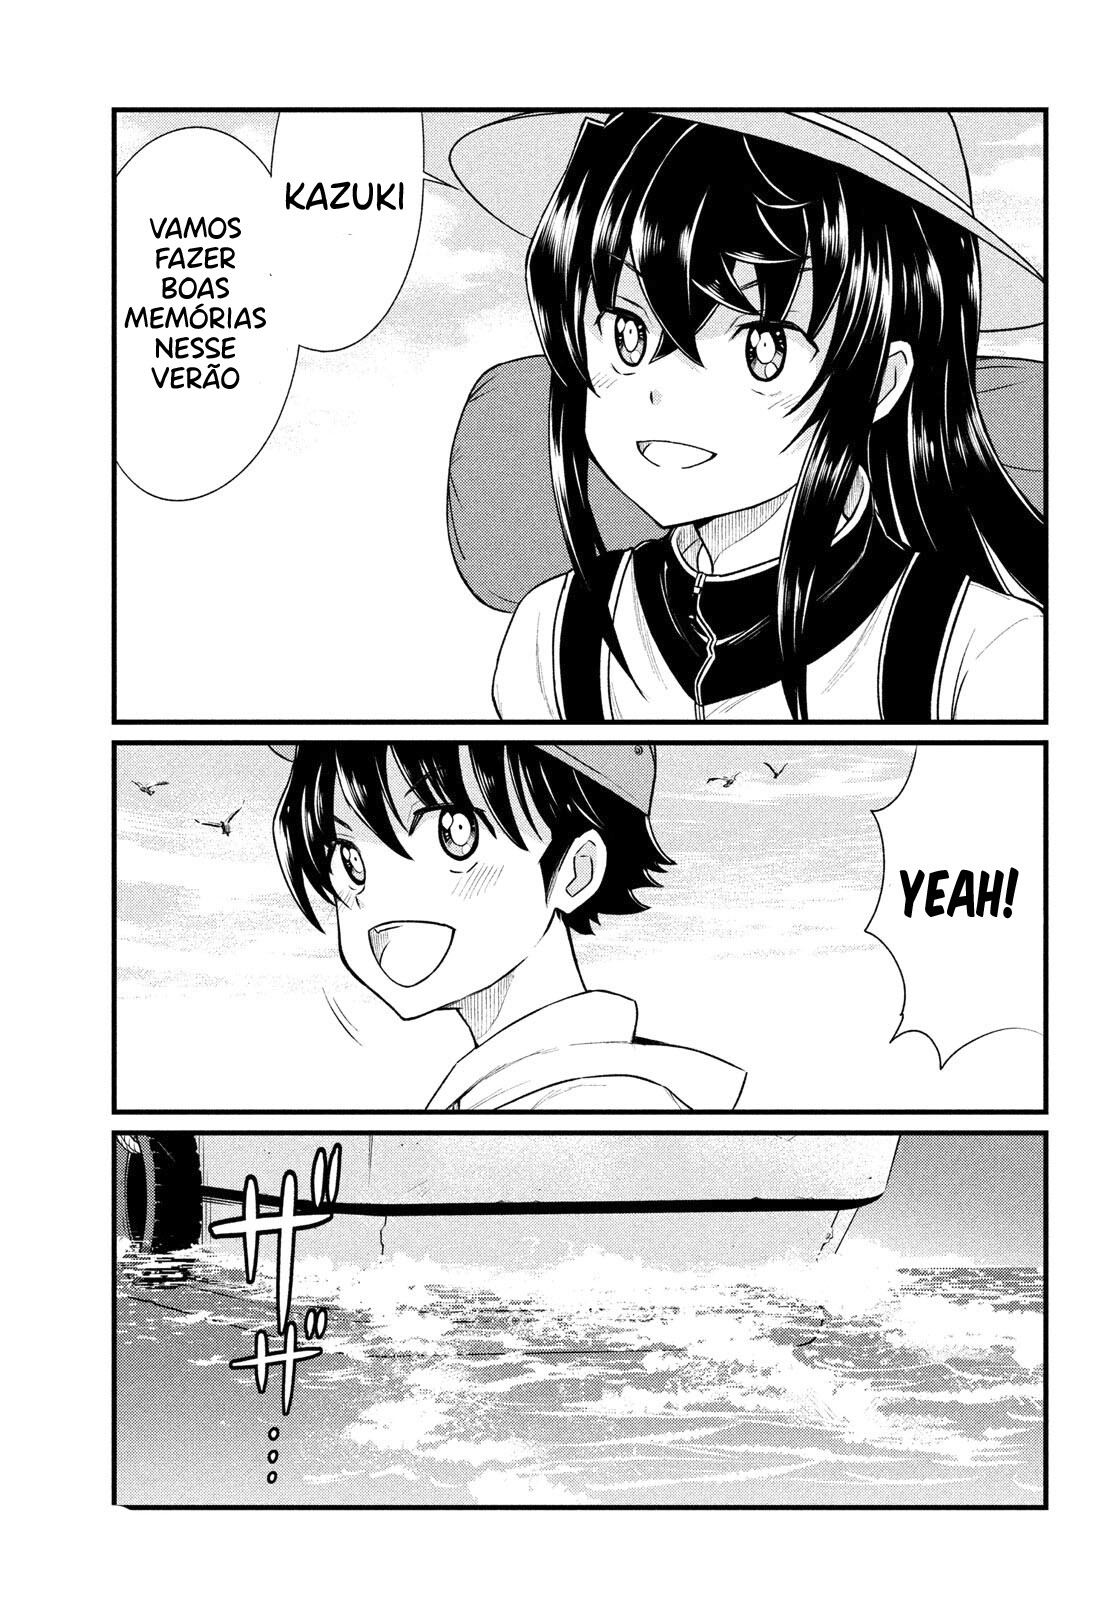 KAZUKI
VAMOS
FAZER
BOAS
MEMÓRIAS
NESSE
VERÃO
YEAH!
ザ゛
ザ゛
...